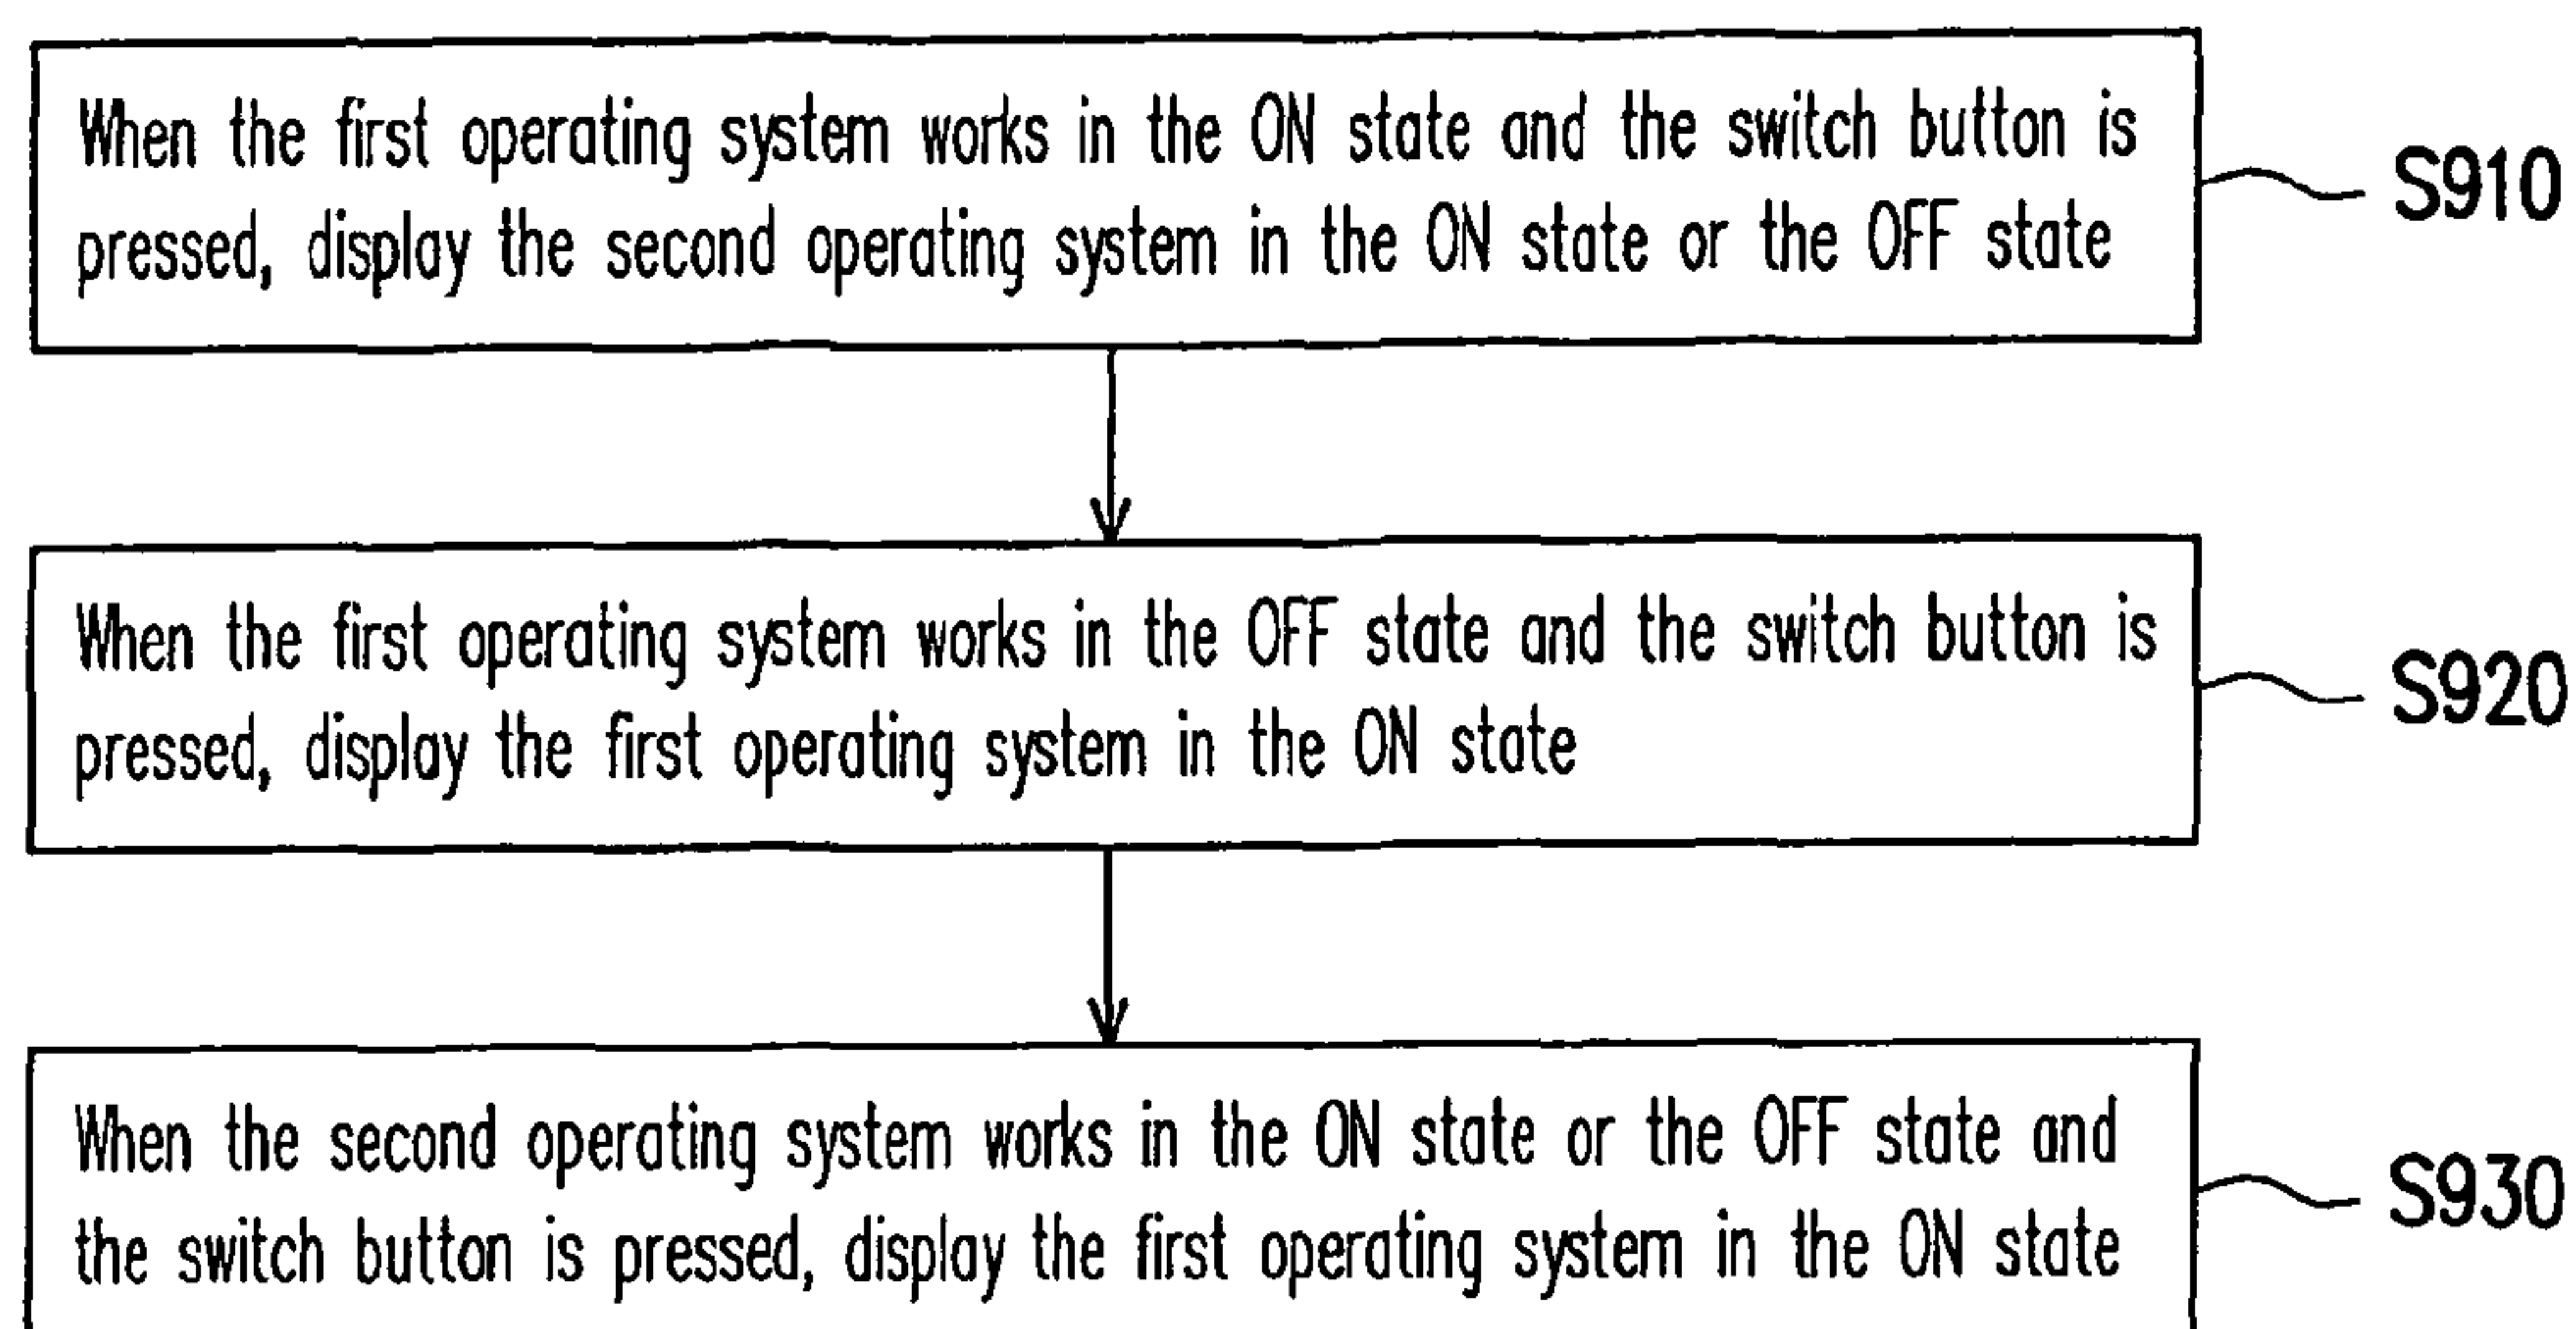 When the first operating system works in the ON state and the switch button is
pressed, display the second operating system in the ON state or the OFF state
S910
When the first operating system works in the OFF state and the switch button is
pressed, display the first operating system in the ON state
S920
When the second operating system works in the ON state or the OFF state and
the switch button is pressed, display the first operating system in the ON state
S930